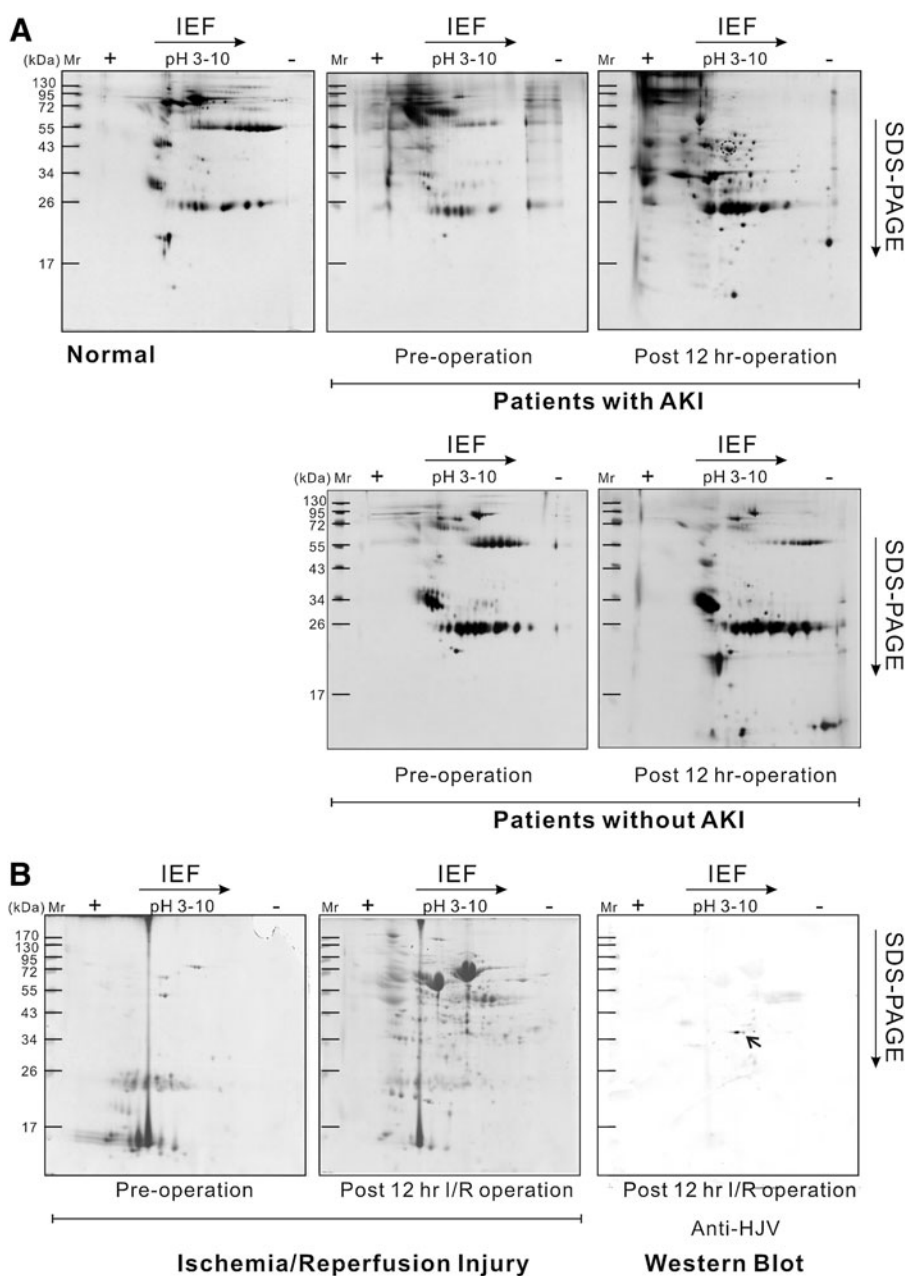 A
IEF
IEF
IEF
(kDa) Mr + pH 3-10 -
Mr + pH 3-10 -
Mr + pH 3-10 -
130
95
72
55
43
34
26
17
SDS-PAGE
Normal
Pre-operation
Post 12 hr-operation
Patients with AKI
IEF
IEF
(kDa) Mr + pH 3-10 -
Mr + pH 3-10 -
130
95
72
55
43
34
26
17
SDS-PAGE
Pre-operation
Post 12 hr-operation
Patients without AKI
B
IEF
IEF
IEF
(kDa) Mr + pH 3-10 -
Mr + pH 3-10 -
Mr + pH 3-10 -
170
130
95
72
55
43
34
26
17
SDS-PAGE
Pre-operation
Post 12 hr I/R operation
Post 12 hr I/R operation
Anti-HJV
Ischemia/Reperfusion Injury
Western Blot